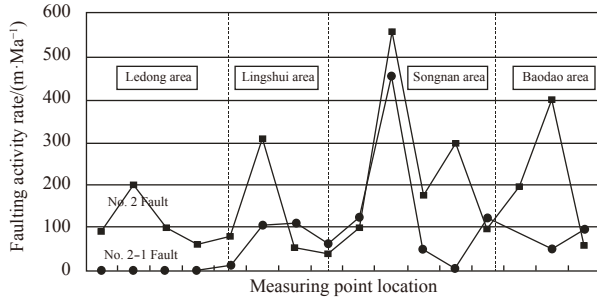 600
500
400
300
200
100
0
Faulting activity rate/(m·Ma⁻¹)
Ledong area
Lingshui area
Songnan area
Baodao area
No. 2 Fault
No. 2-1 Fault
Measuring point location